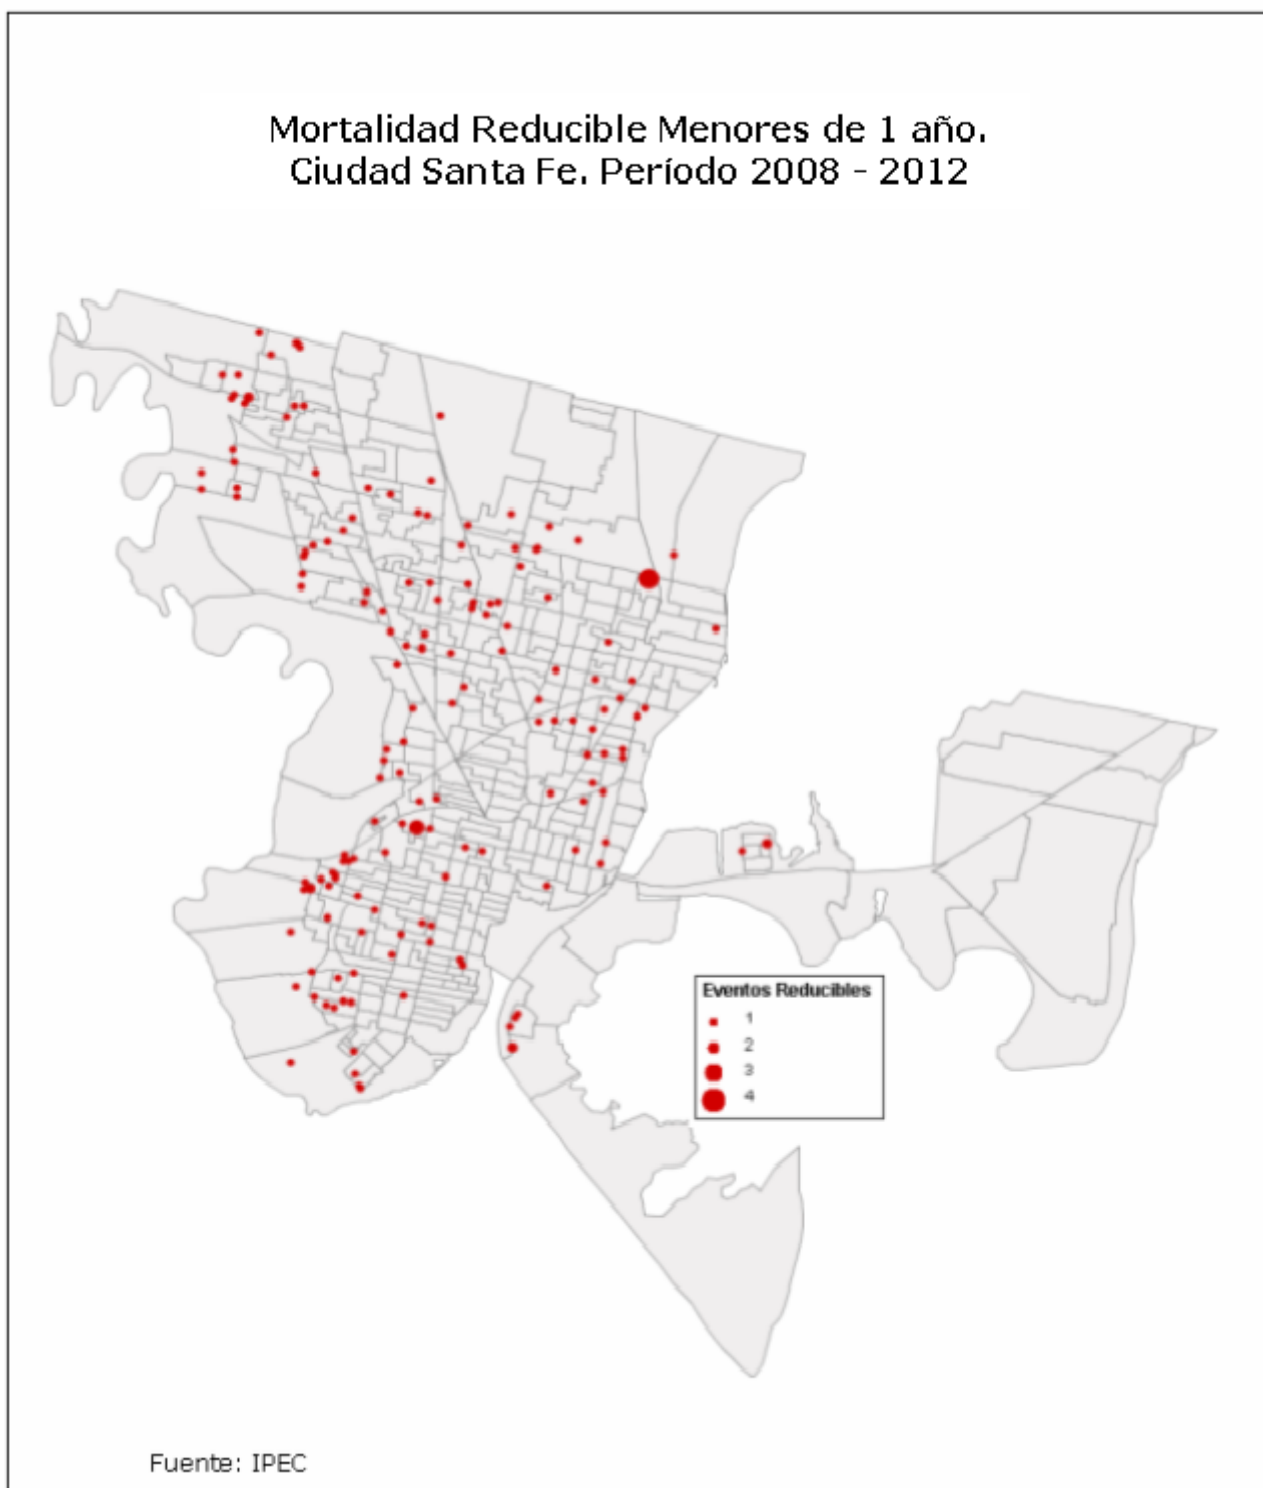 Mortalidad Reducible Menores de 1 año.
Ciudad Santa Fe. Período 2008 - 2012
Eventos Reducibles
1
2
3
4
Fuente: IPEC